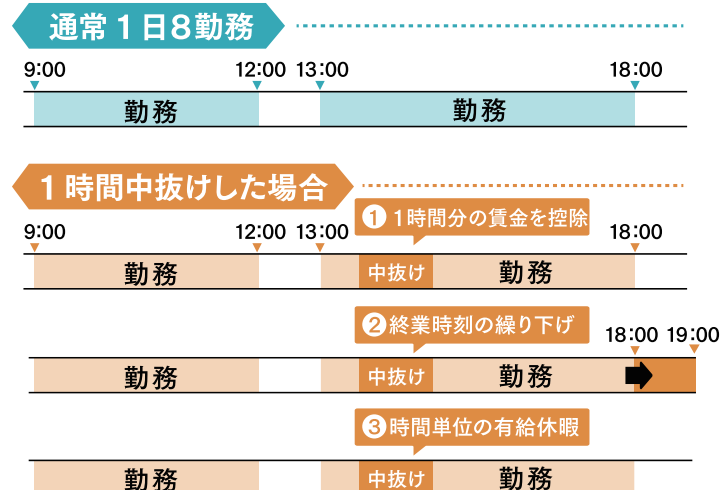 通常1日8勤務
9:00 12:00 13:00 18:00
勤務 勤務
1時間中抜けした場合
❶1時間分の賃金を控除
9:00 12:00 13:00 18:00
勤務 中抜け 勤務
❷終業時刻の繰り下げ
18:00 19:00
勤務 中抜け 勤務
❸時間単位の有給休暇
勤務 中抜け 勤務